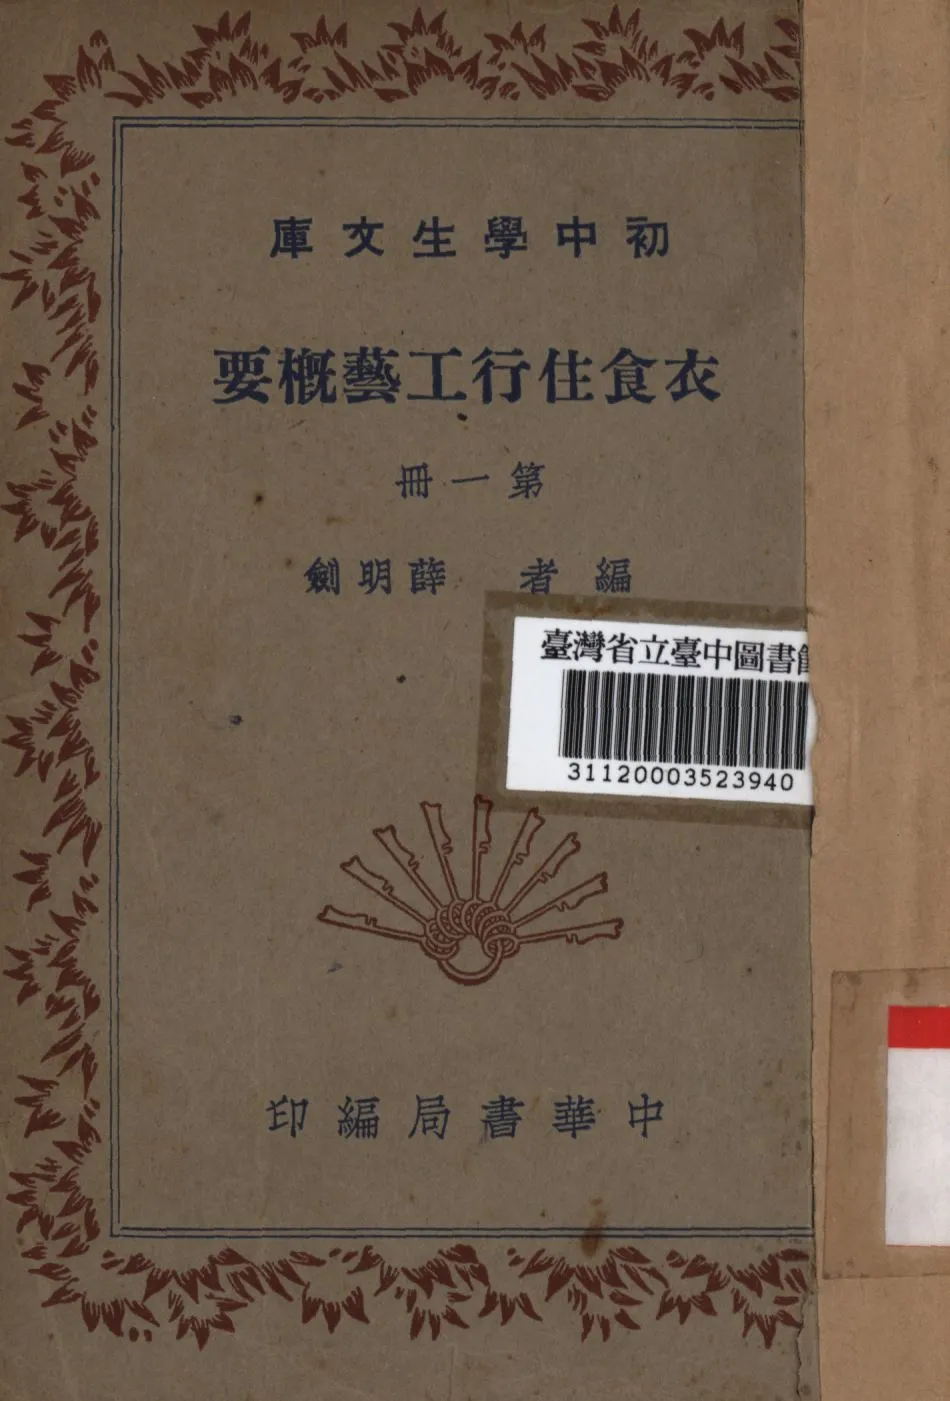 初中學生文庫
衣食住行工藝概要
第一冊
編者 薛明劍
臺灣省立臺中圖書
31120003523940
中華書局編印